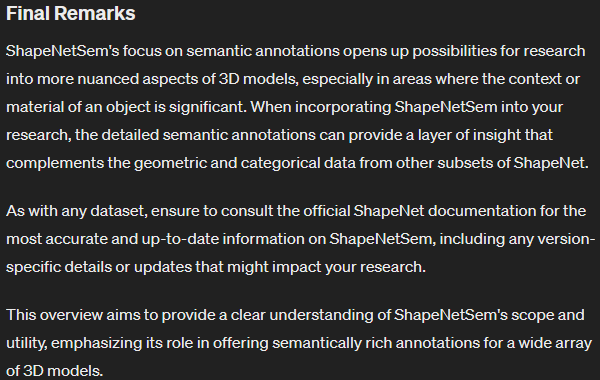 Final Remarks
ShapeNetSem's focus on semantic annotations opens up possibilities for research
into more nuanced aspects of 3D models, especially in areas where the context or
material of an object is significant. When incorporating ShapeNetSem into your
research, the detailed semantic annotations can provide a layer of insight that
complements the geometric and categorical data from other subsets of ShapeNet.
As with any dataset, ensure to consult the official ShapeNet documentation for the
most accurate and up-to-date information on ShapeNetSem, including any version-
specific details or updates that might impact your research.
This overview aims to provide a clear understanding of ShapeNetSem's scope and
utility, emphasizing its role in offering semantically rich annotations for a wide array
of 3D models.